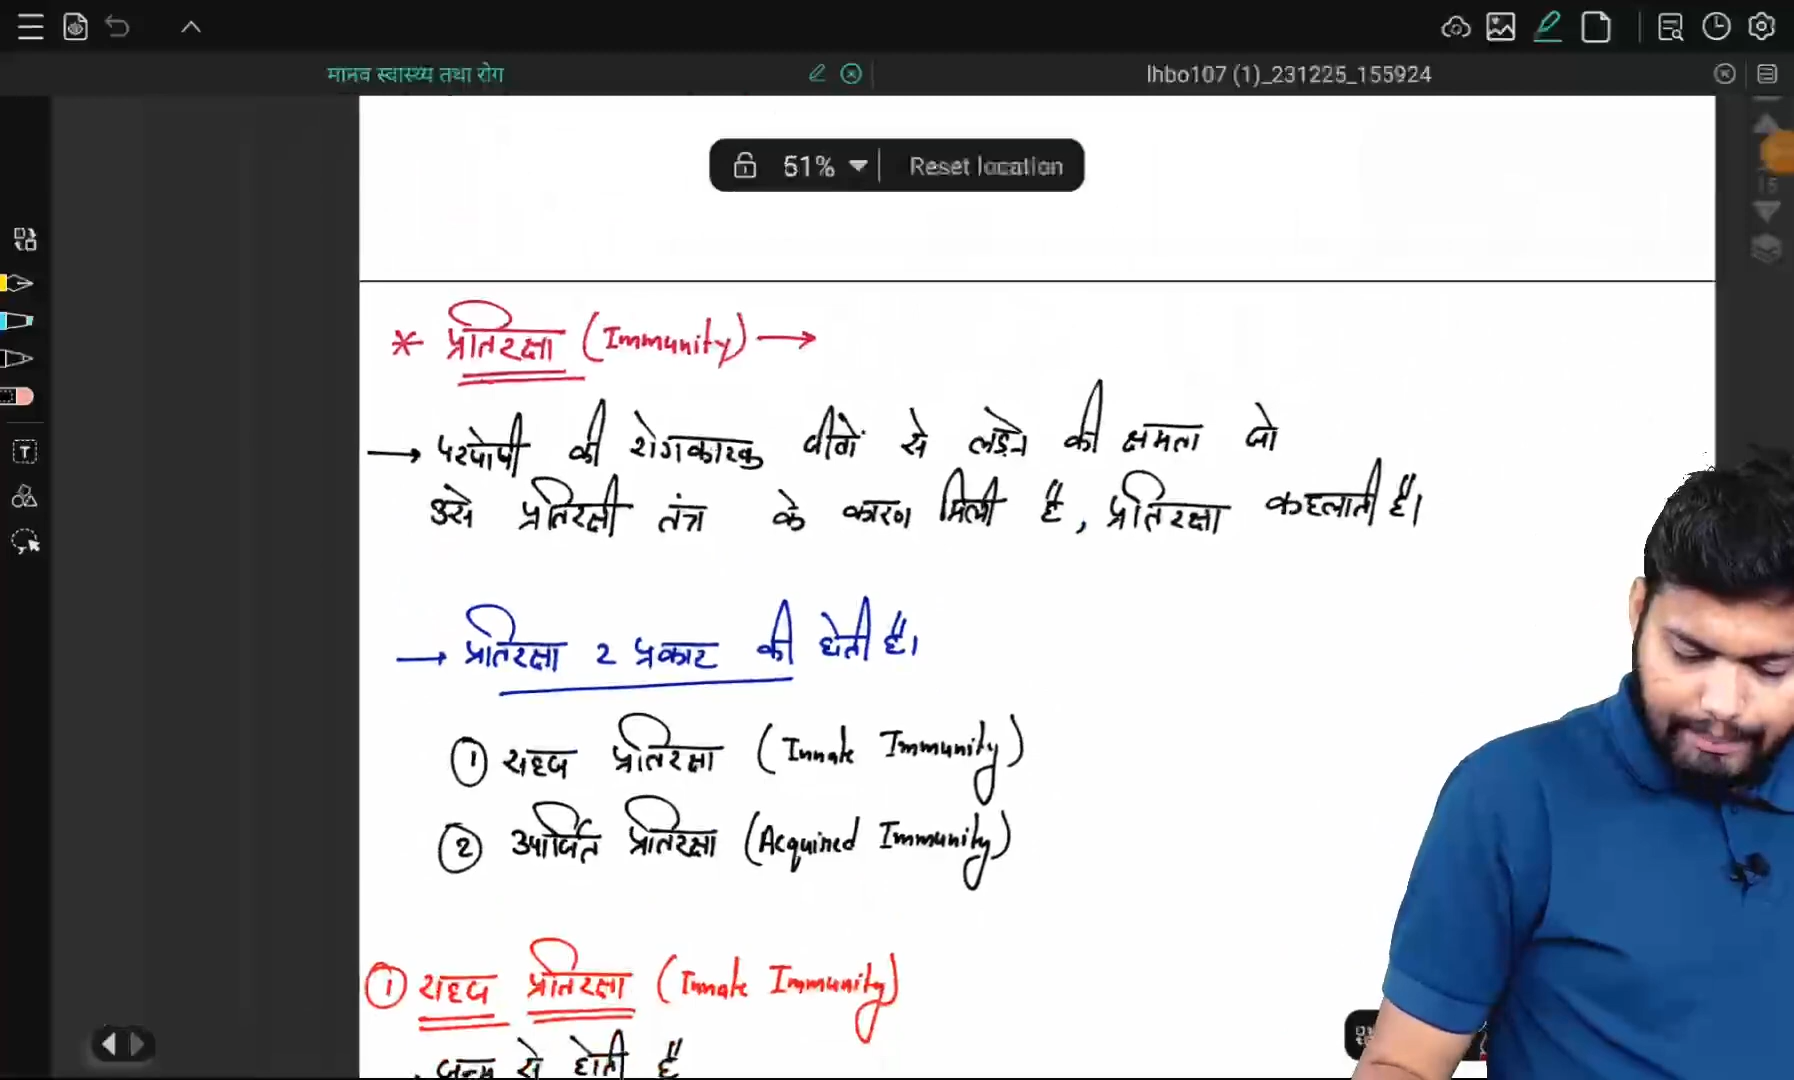 मानव स्वास्थ्य तथा रोग
lhbo107 (1)_231225_155924
51%
Reset location
15
* प्रतिरक्षा (Immunity) →
→ परपोषी की रोगकारक जीवों से लड़ने की क्षमता जो
उसे प्रतिरक्षी तंत्र के कारण मिली है, प्रतिरक्षा कहलाती है।
→ प्रतिरक्षा 2 प्रकार की होती है।
① सहज प्रतिरक्षा (Innate Immunity)
② उपार्जित प्रतिरक्षा (Acquired Immunity)
① सहज प्रतिरक्षा (Innate Immunity)
. जन्म से होती है